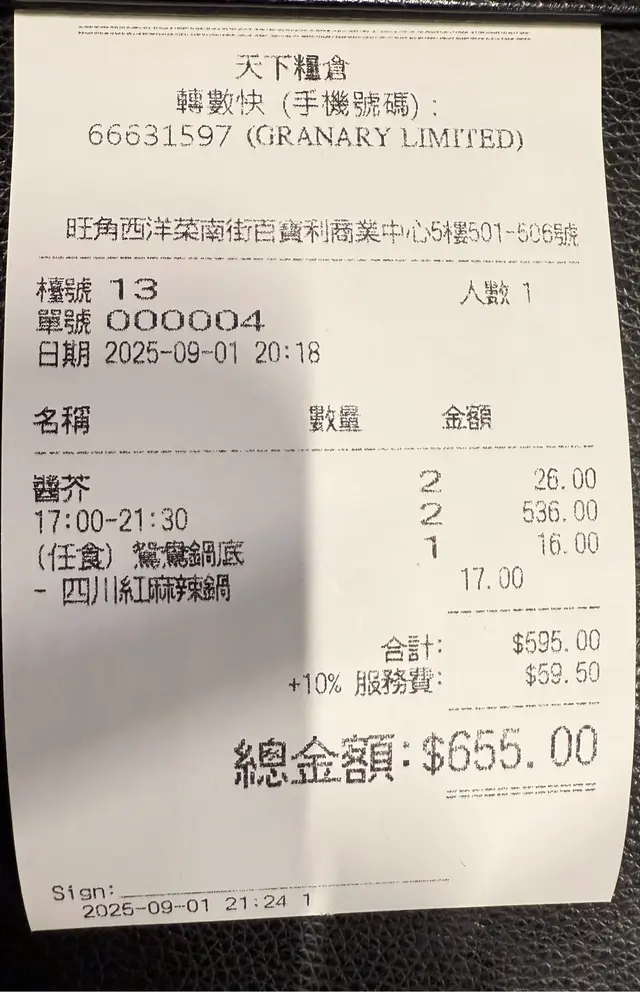 天下糧倉
轉數快 (手機號碼) :
66631597 (GRANARY LIMITED)
旺角西洋菜南街百寶利商業中心5樓501-506號
檯號 13 人數 1
單號 000004
日期 2025-09-01 20:18
名稱 數量 金額
醬芥 2 26.00
17:00-21:30 2 536.00
(任食) 鴛鴦鍋底 1 16.00
- 四川紅麻辣鍋 17.00
合計: $595.00
+10% 服務費: $59.50
總金額: $655.00
Sign:
2025-09-01 21:24 1